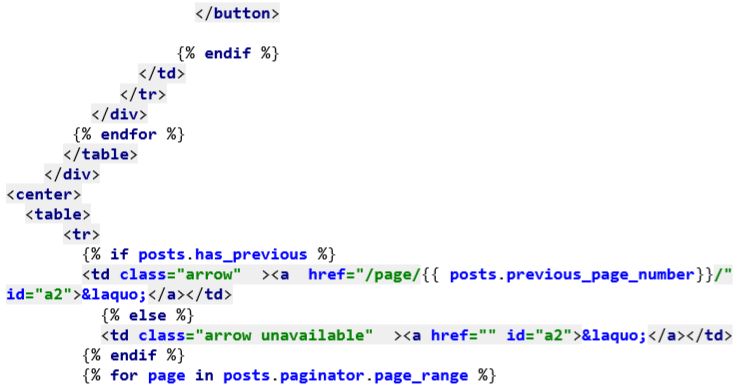 </button>
{% endif %}
</td>
</tr>
</div>
{% endfor %}
</table>
</div>
<center>
<table>
<tr>
{% if posts.has_previous %}
<td class="arrow"  ><a  href="/page/{{ posts.previous_page_number}}/"
id="a2">&laquo;</a></td>
{% else %}
<td class="arrow unavailable"  ><a href="" id="a2">&laquo;</a></td>
{% endif %}
{% for page in posts.paginator.page_range %}